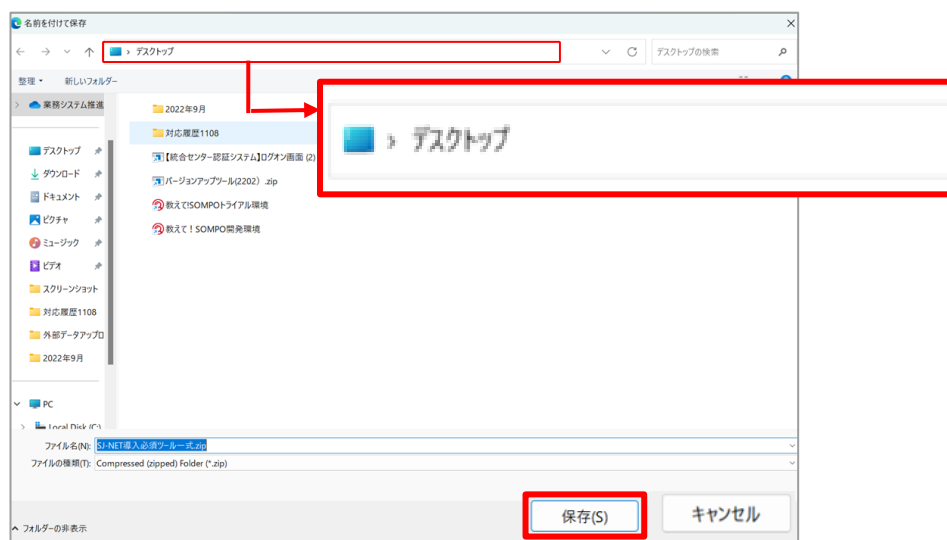 名前を付けて保存
デスクトップ
デスクトップの検索
整理
新しいフォルダー
業務システム推進
デスクトップ
ダウンロード
ドキュメント
ピクチャ
ミュージック
ビデオ
スクリーンショット
対応履歴1108
外部データアップロ
2022年9月
PC
Local Disk (C:)
2022年9月
対応履歴1108
【統合センター認証システム】ログオン画面 (2)
バージョンアップツール(2202) .zip
教えて!SOMPOトライアル環境
教えて！SOMPO開発環境
デスクトップ
ファイル名(N): SJ-NET導入必須ツール一式.zip
ファイルの種類(T): Compressed (zipped) Folder (*.zip)
フォルダーの非表示
保存(S)
キャンセル